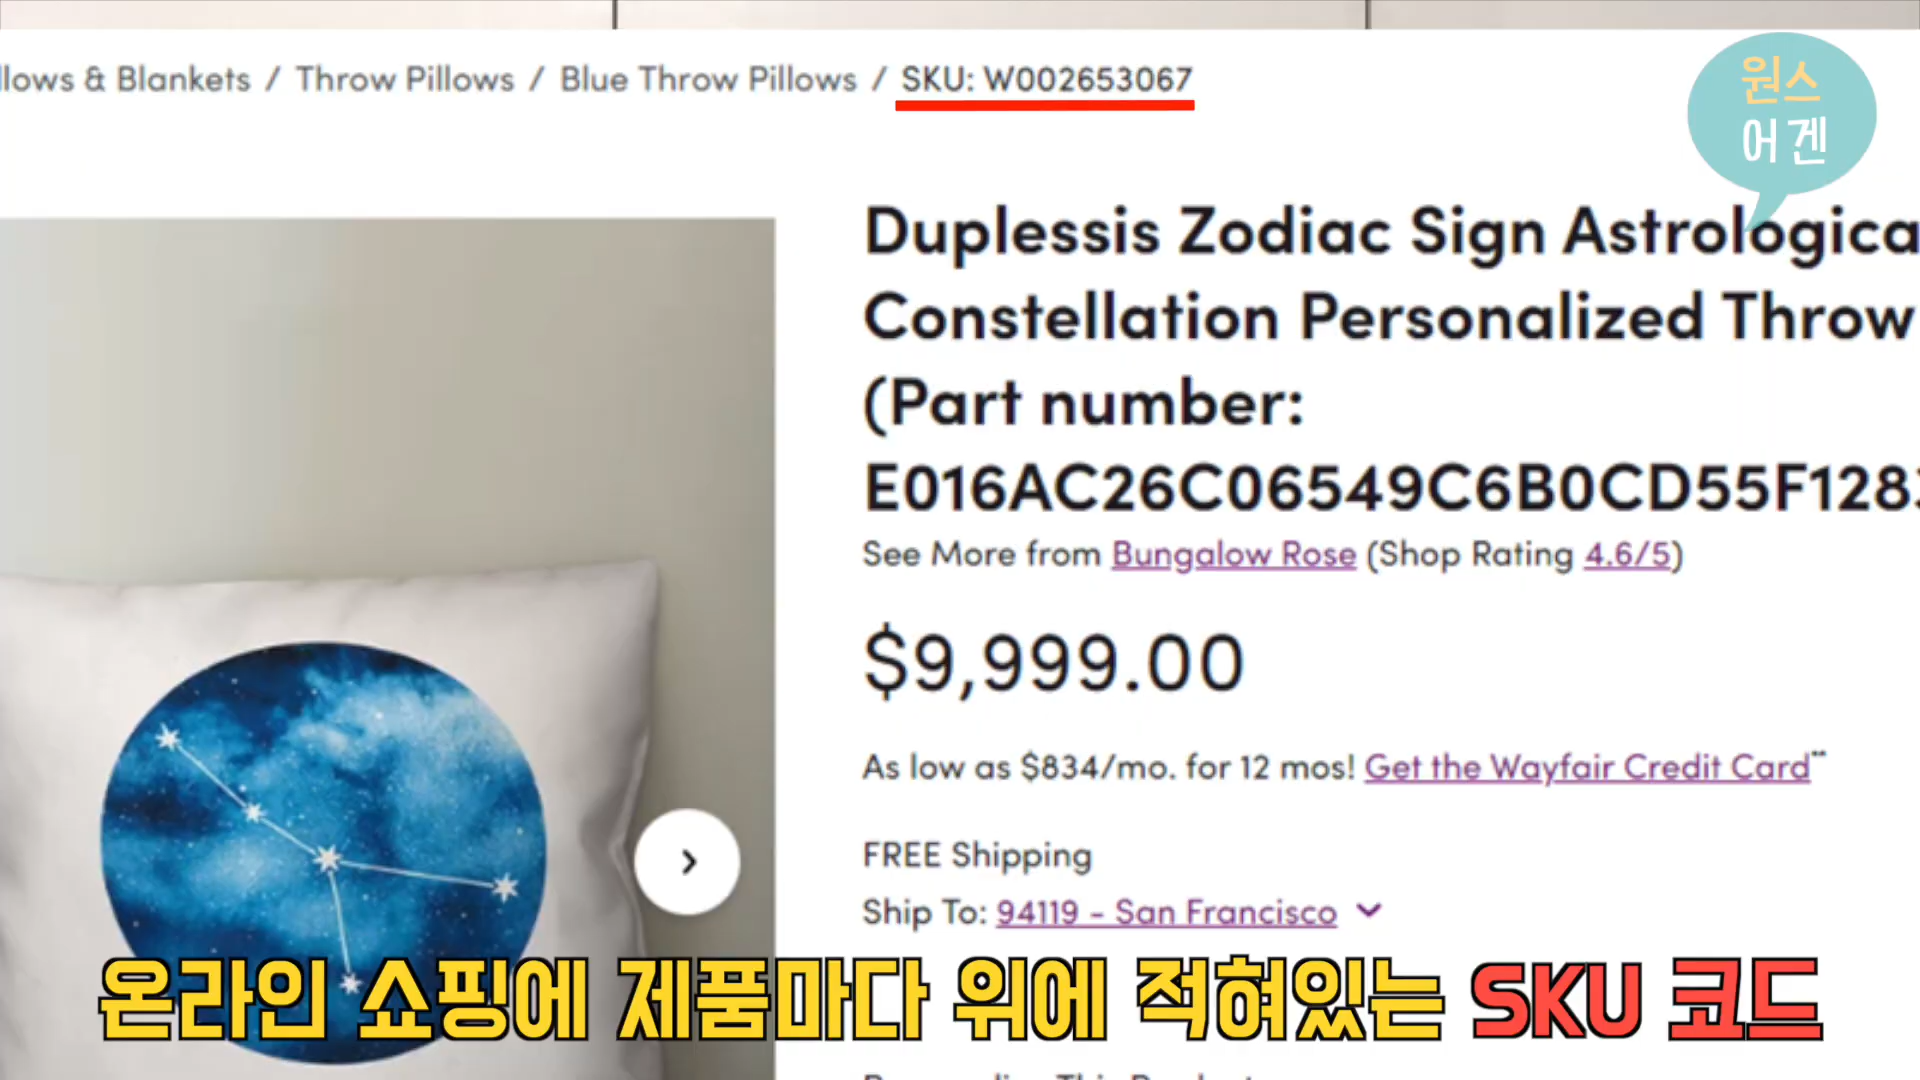 llows & Blankets / Throw Pillows / Blue Throw Pillows / SKU: W002653067
원스
어겐
Duplessis Zodiac Sign Astrologica
Constellation Personalized Throw
(Part number:
E016AC26C06549C6B0CD55F1283
See More from Bungalow Rose (Shop Rating 4.6/5)
$9,999.00
As low as $834/mo. for 12 mos! Get the Wayfair Credit Card**
FREE Shipping
Ship To: 94119 - San Francisco
온라인 쇼핑에 제품마다 위에 적혀있는 SKU 코드